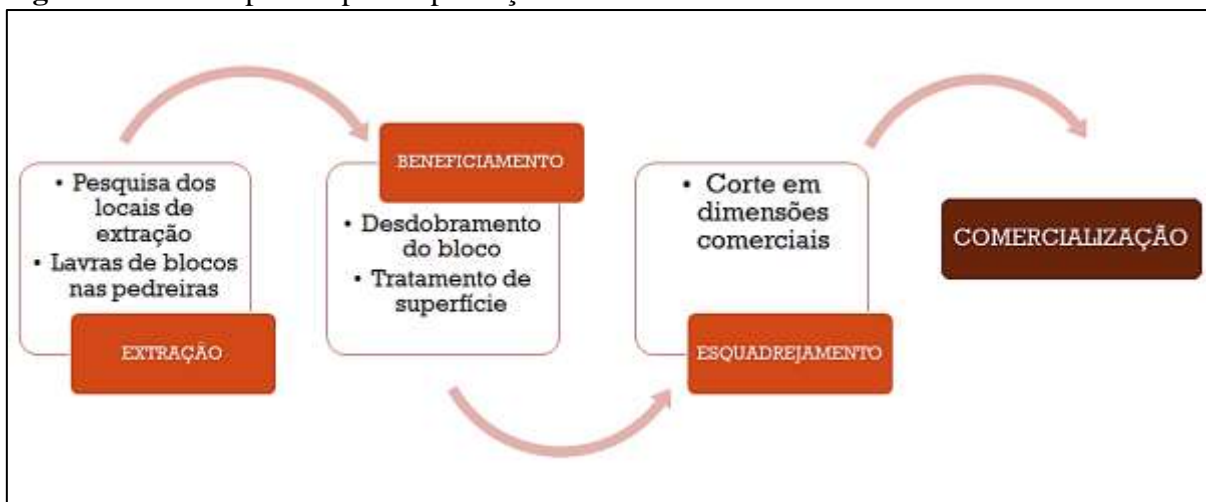 • Pesquisa dos
locais de
extração
• Lavras de blocos
nas pedreiras
EXTRAÇÃO
BENEFICIAMENTO
• Desdobramento
do bloco
• Tratamento de
superfície
• Corte em
dimensões
comerciais
ESQUADREJAMENTO
COMERCIALIZAÇÃO